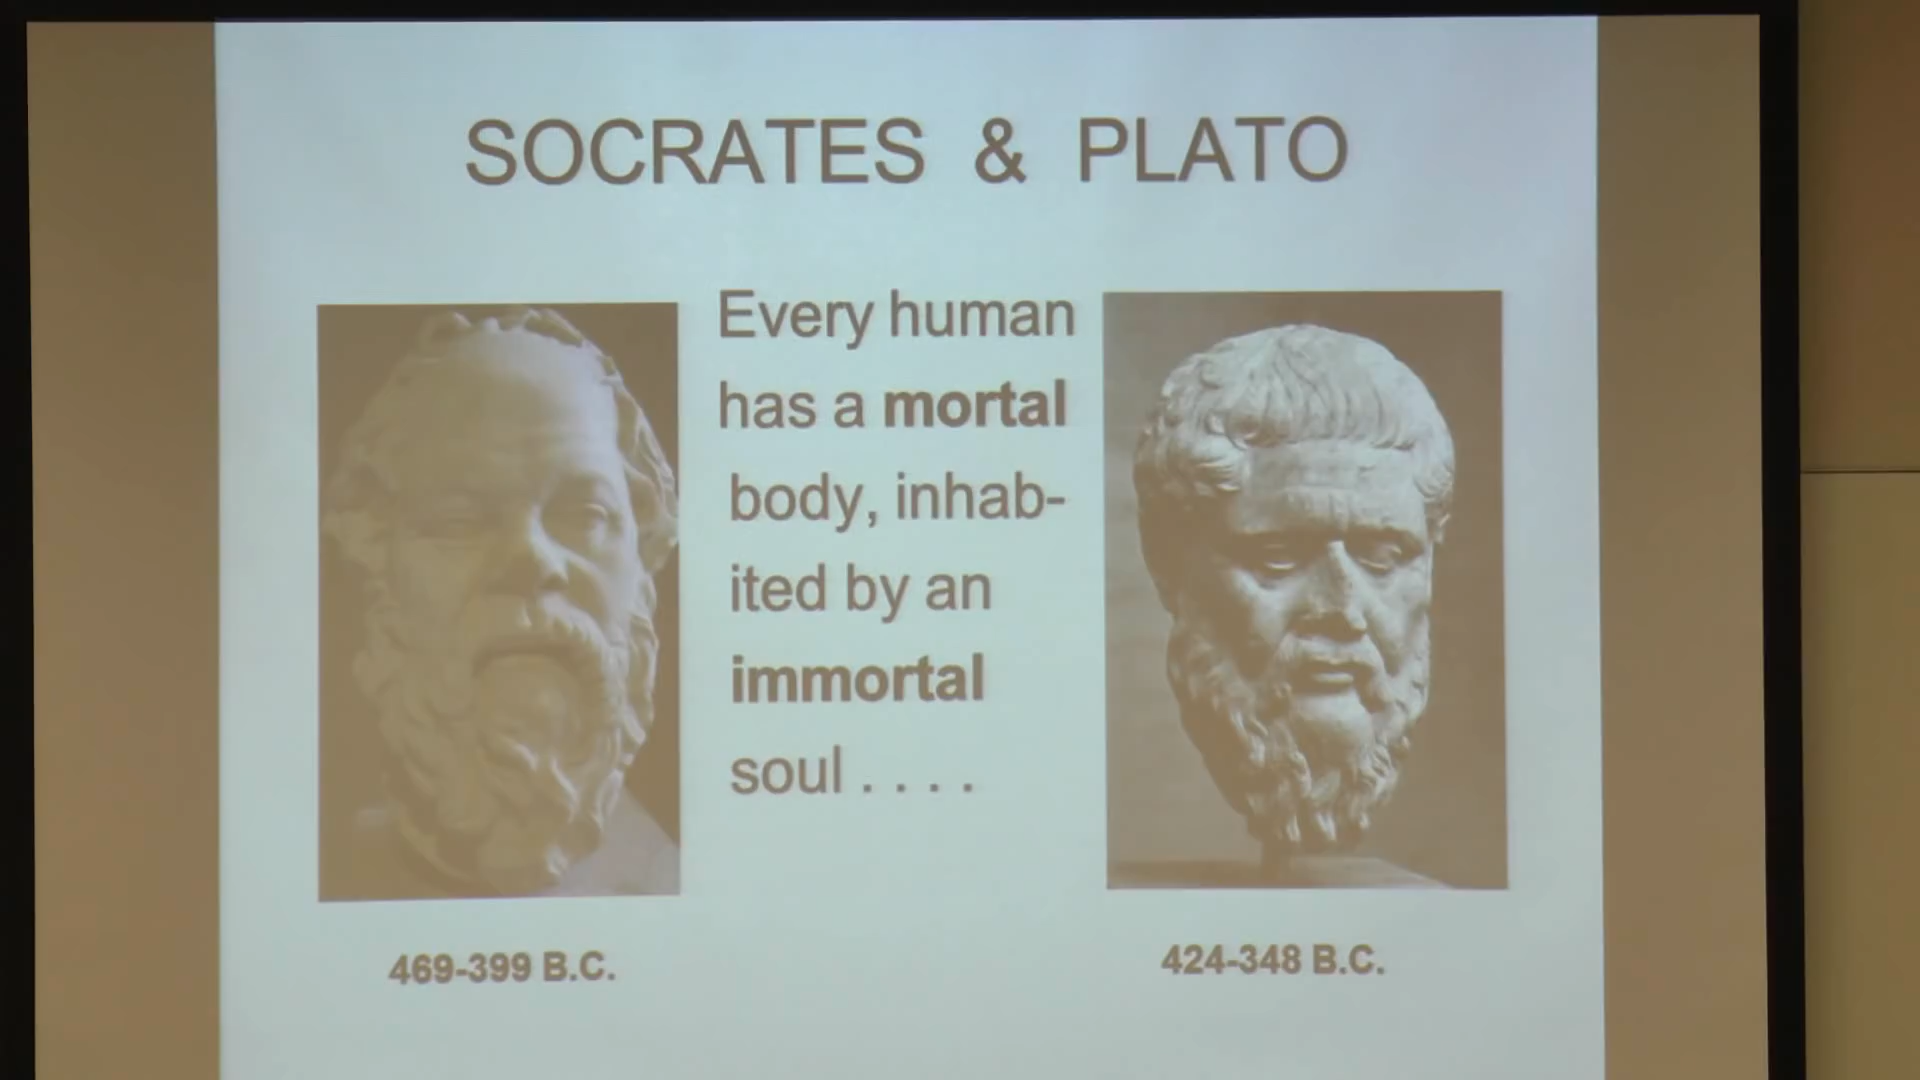 SOCRATES & PLATO
Every human
has a mortal
body, inhab-
ited by an
immortal
soul . . . .
469-399 B.C.
424-348 B.C.